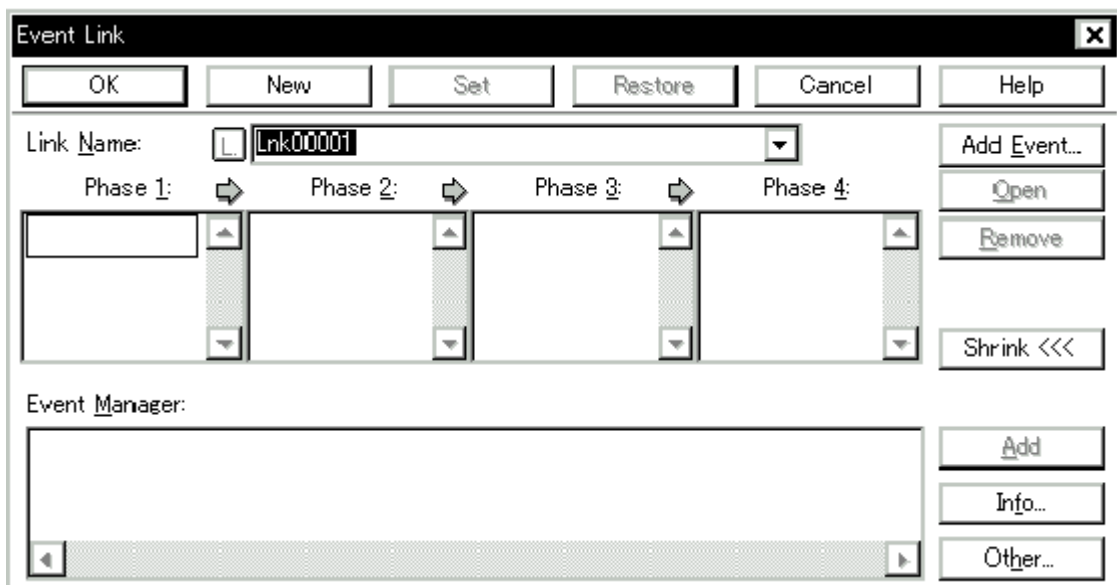 Event Link
OK New Set Restore Cancel Help
Link Name: L. Lnk00001 Add Event...
Phase 1: Phase 2: Phase 3: Phase 4: Open
Remove
Shrink <<<
Event Manager:
Add
Info...
Other...